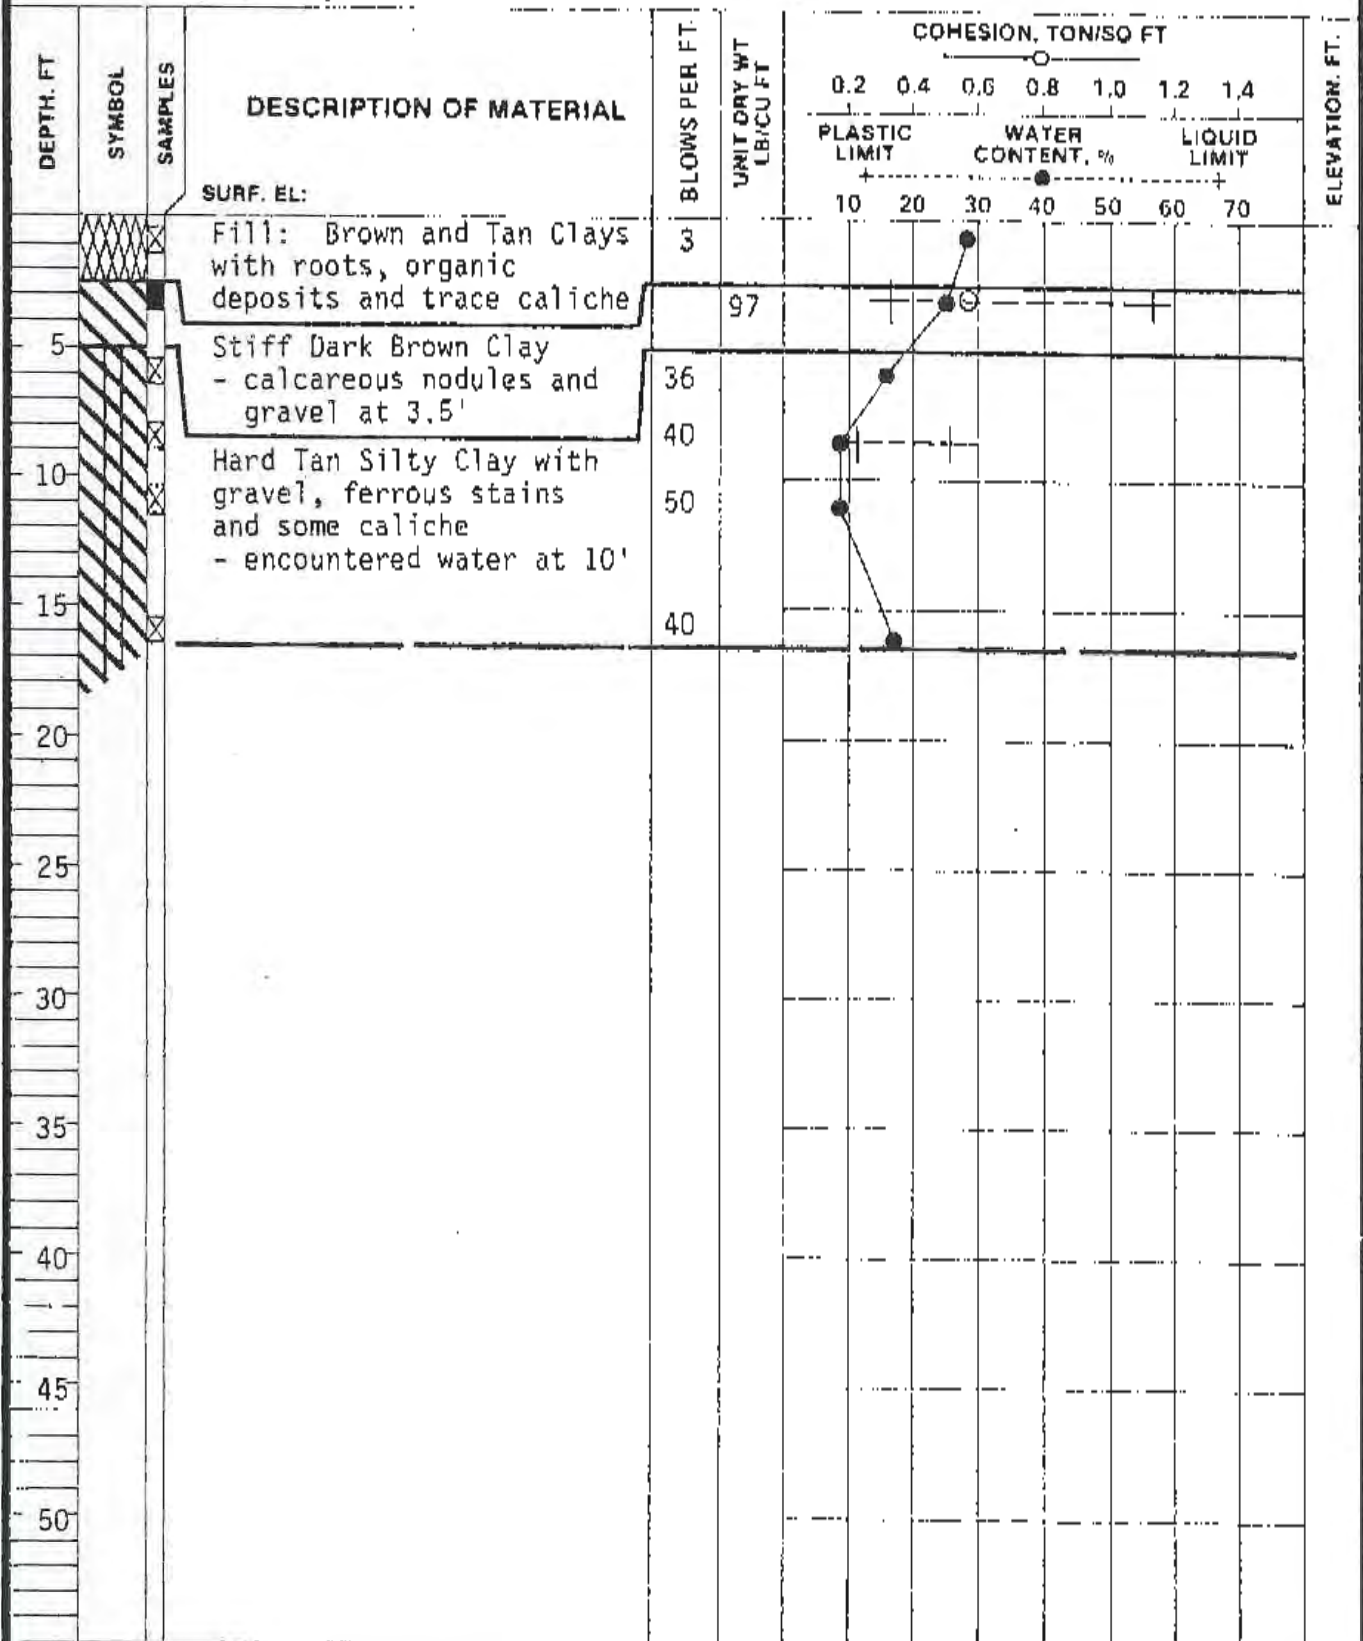 DEPTH. FT
SYMBOL
SAMPLES
DESCRIPTION OF MATERIAL
SURF. EL:
BLOWS PER FT.
UNIT DRY WT
LB/CU FT
COHESION, TON/SQ FT
0.2 0.4 0.6 0.8 1.0 1.2 1.4
PLASTIC WATER LIQUID
LIMIT CONTENT, % LIMIT
10 20 30 40 50 60 70
ELEVATION. FT.
Fill: Brown and Tan Clays
with roots, organic
deposits and trace caliche
3
97
Stiff Dark Brown Clay
- calcareous nodules and
gravel at 3.5'
36
40
Hard Tan Silty Clay with
gravel, ferrous stains
and some caliche
- encountered water at 10'
50
40
5
10
15
20
25
30
35
40
45
50